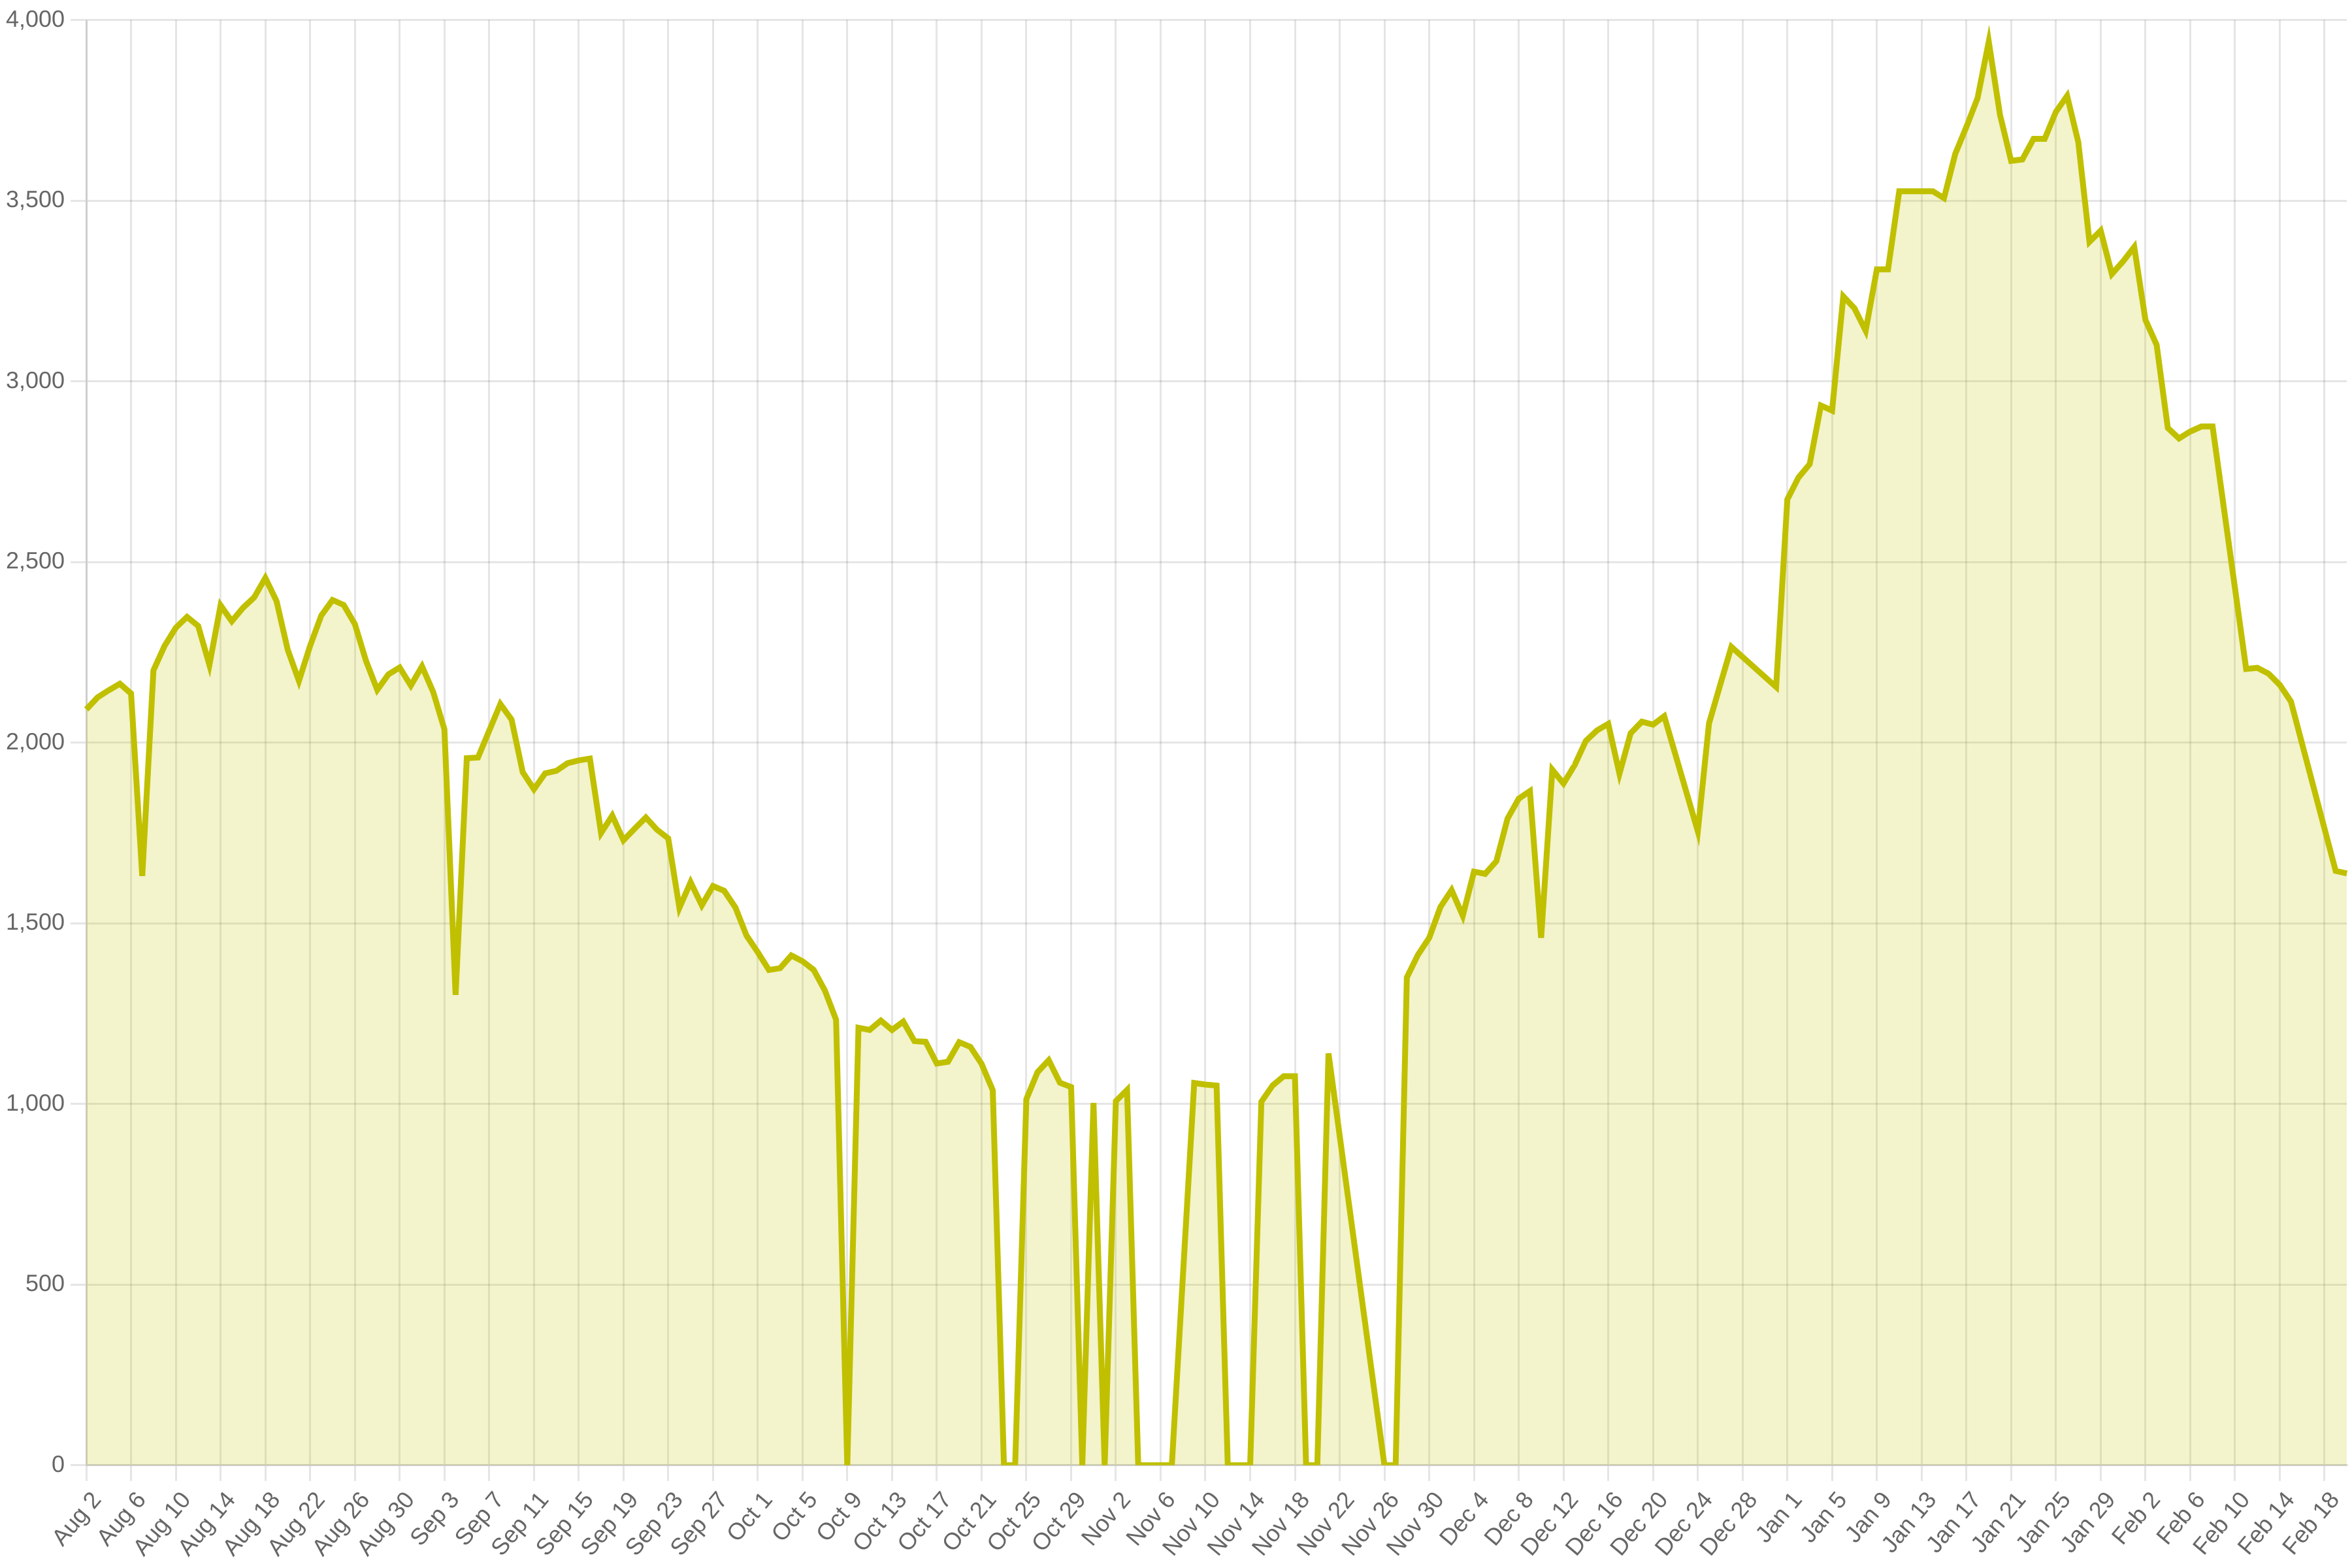 4,000
3,500
3,000
2,500
2,000
1,500
1,000
500
0
Aug 2
Aug 6
Aug 10
Aug 14
Aug 18
Aug 22
Aug 26
Aug 30
Sep 3
Sep 7
Sep 11
Sep 15
Sep 19
Sep 23
Sep 27
Oct 1
Oct 5
Oct 9
Oct 13
Oct 17
Oct 21
Oct 25
Oct 29
Nov 2
Nov 6
Nov 10
Nov 14
Nov 18
Nov 22
Nov 26
Nov 30
Dec 4
Dec 8
Dec 12
Dec 16
Dec 20
Dec 24
Dec 28
Jan 1
Jan 5
Jan 9
Jan 13
Jan 17
Jan 21
Jan 25
Jan 29
Feb 2
Feb 6
Feb 10
Feb 14
Feb 18